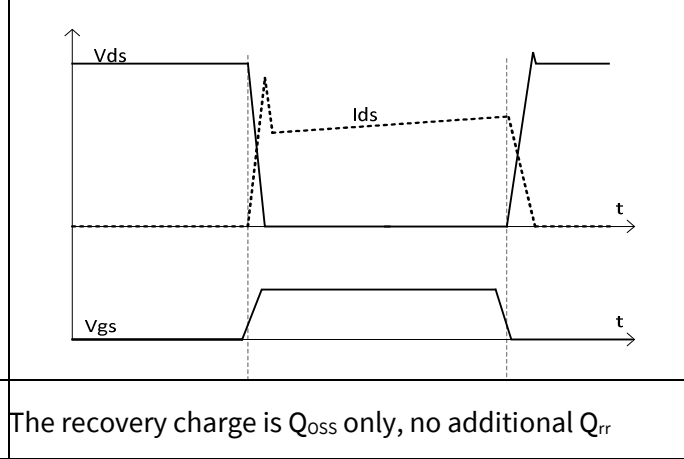 Vds
Ids
t
Vgs
t
The recovery charge is Qoss only, no additional Qrr